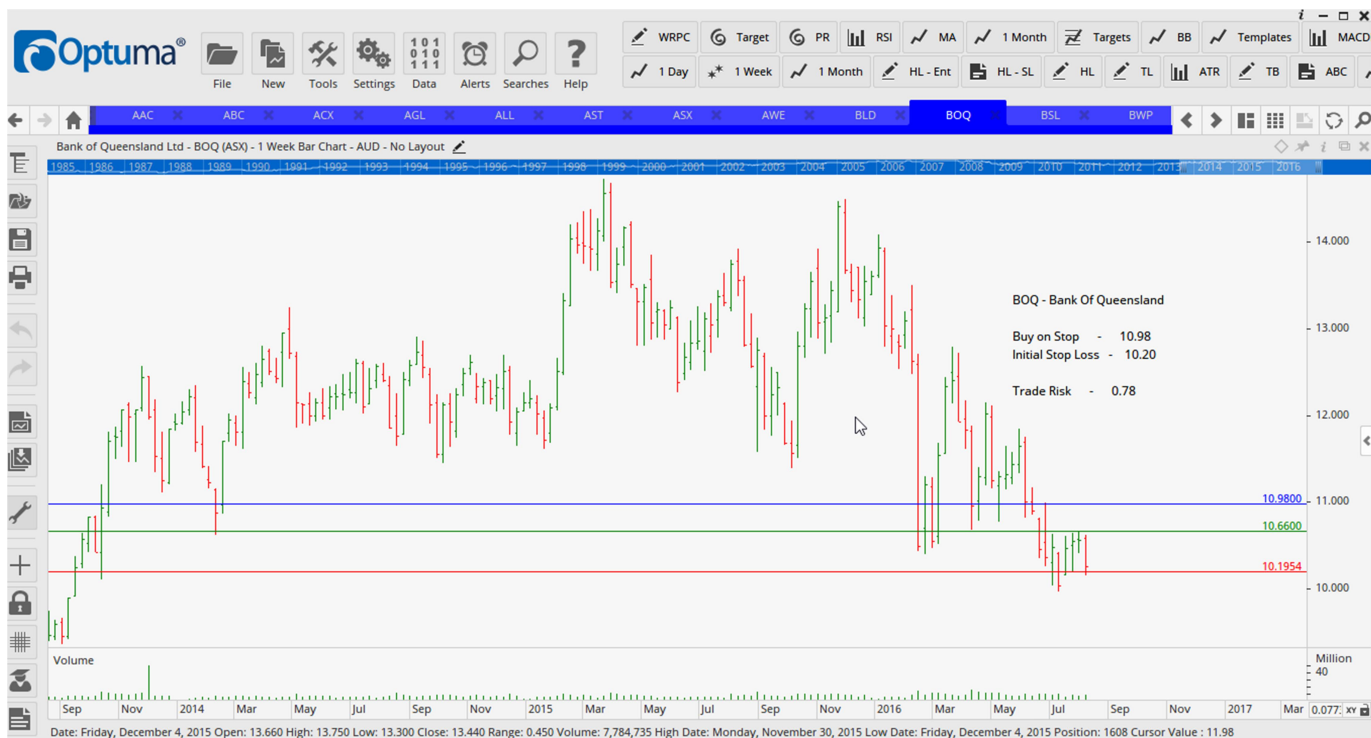 i
Optuma®
WRPC Target PR RSI MA 1 Month Targets BB Templates MACD
1 Day 1 Week 1 Month HL - Ent HL - SL HL TL ATR TB ABC
101
010
111
File New Tools Settings Data Alerts Searches Help
AAC ABC ACX AGL ALL AST ASX AWE BLD BOQ BSL BWP
Bank of Queensland Ltd - BOQ (ASX) - 1 Week Bar Chart - AUD - No Layout
1985 1986 1987 1988 1989 1990 1991 1992 1993 1994 1995 1996 1997 1998 1999 2000 2001 2002 2003 2004 2005 2006 2007 2008 2009 2010 2011 2012 2013 2014 2015 2016
14.000
BOQ - Bank Of Queensland
13.000
Buy on Stop - 10.98
Initial Stop Loss - 10.20
Trade Risk - 0.78
12.000
10.9800
11.000
10.6600
10.1954
10.000
Volume
Million
40
Sep Nov 2014 Mar May Jul Sep Nov 2015 Mar May Jul Sep Nov 2016 Mar May Jul Sep Nov 2017 Mar 0.077: XY
Date: Friday, December 4, 2015 Open: 13.660 High: 13.750 Low: 13.300 Close: 13.440 Range: 0.450 Volume: 7,784,735 High Date: Monday, November 30, 2015 Low Date: Friday, December 4, 2015 Position: 1608 Cursor Value : 11.98